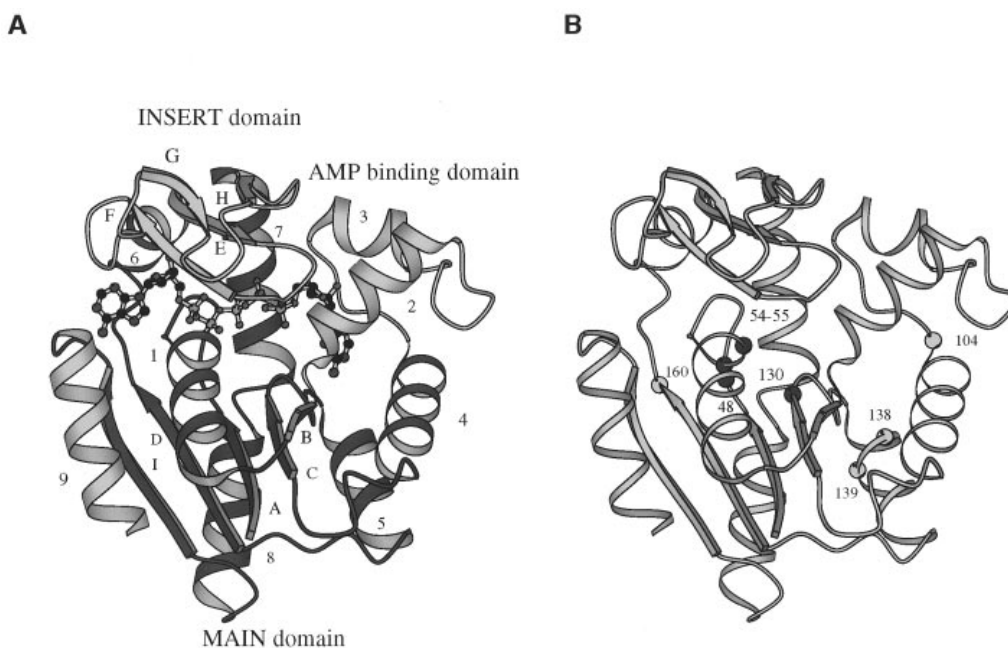 A
B
INSERT domain
G
AMP binding domain
H
3
F
E
7
6
2
54-55
104
1
160
130
48
138
4
B
D
C
I
139
9
A
5
8
MAIN domain